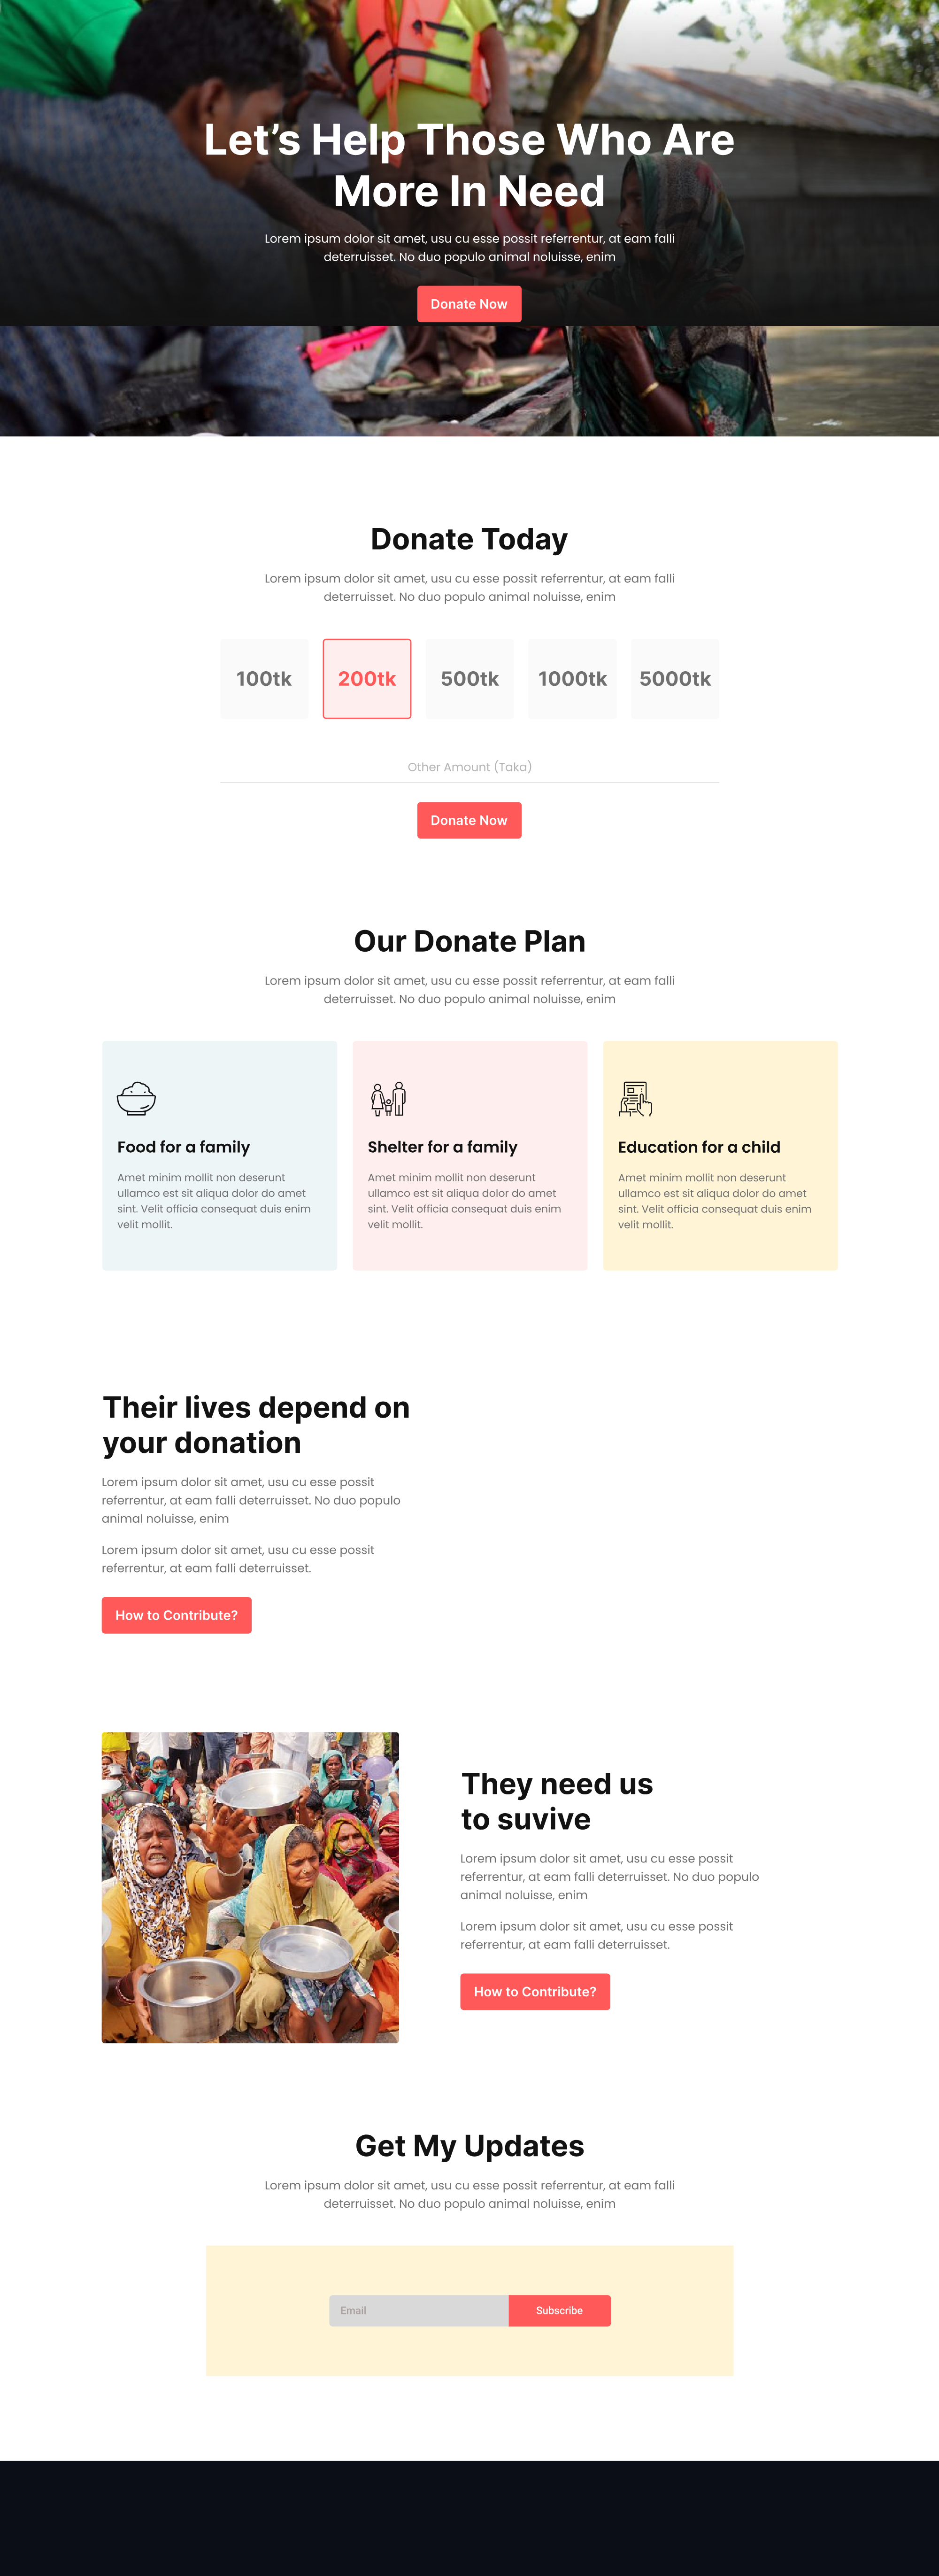 Let’s Help Those Who Are
More In Need
Lorem ipsum dolor sit amet, usu cu esse possit referrentur, at eam falli
deterruisset. No duo populo animal noluisse, enim
Donate Now
Donate Today
Lorem ipsum dolor sit amet, usu cu esse possit referrentur, at eam falli
deterruisset. No duo populo animal noluisse, enim
100tk
200tk
500tk
1000tk
5000tk
Other Amount (Taka)
Donate Now
Our Donate Plan
Lorem ipsum dolor sit amet, usu cu esse possit referrentur, at eam falli
deterruisset. No duo populo animal noluisse, enim
Food for a family
Amet minim mollit non deserunt
ullamco est sit aliqua dolor do amet
sint. Velit officia consequat duis enim
velit mollit.
Shelter for a family
Amet minim mollit non deserunt
ullamco est sit aliqua dolor do amet
sint. Velit officia consequat duis enim
velit mollit.
Education for a child
Amet minim mollit non deserunt
ullamco est sit aliqua dolor do amet
sint. Velit officia consequat duis enim
velit mollit.
Their lives depend on
your donation
Lorem ipsum dolor sit amet, usu cu esse possit
referrentur, at eam falli deterruisset. No duo populo
animal noluisse, enim
Lorem ipsum dolor sit amet, usu cu esse possit
referrentur, at eam falli deterruisset.
How to Contribute?
They need us
to suvive
Lorem ipsum dolor sit amet, usu cu esse possit
referrentur, at eam falli deterruisset. No duo populo
animal noluisse, enim
Lorem ipsum dolor sit amet, usu cu esse possit
referrentur, at eam falli deterruisset.
How to Contribute?
Get My Updates
Lorem ipsum dolor sit amet, usu cu esse possit referrentur, at eam falli
deterruisset. No duo populo animal noluisse, enim
Email
Subscribe